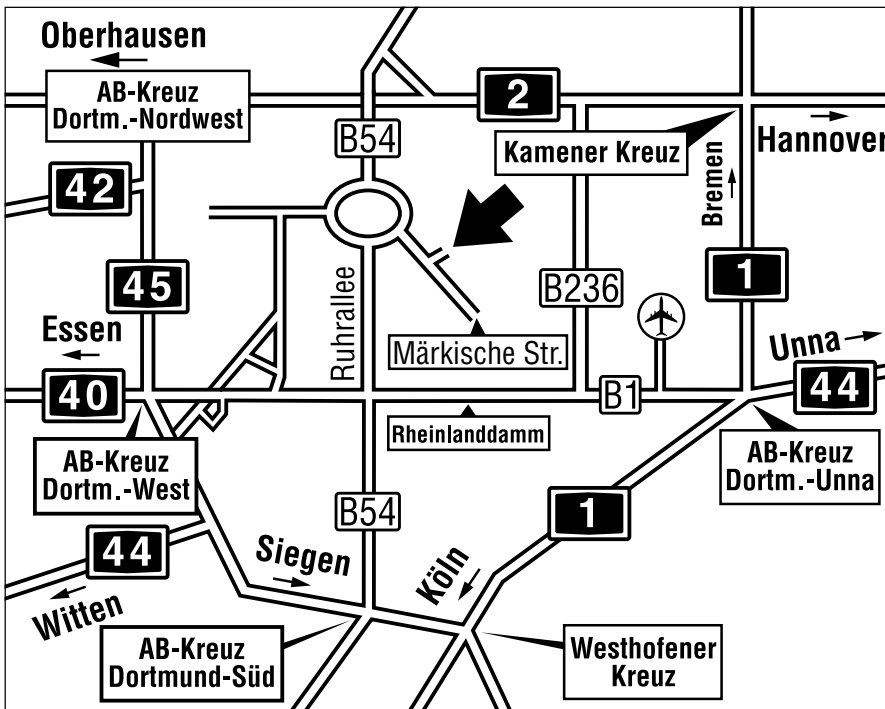 Oberhausen
AB-Kreuz
Dortm.-Nordwest
2
B54
Kamener Kreuz
Hannover
42
Bremen
45
1
B236
Essen
Ruhrallee
Märkische Str.
Unna
40
B1
44
Rheinlanddamm
AB-Kreuz
Dortm.-West
AB-Kreuz
Dortm.-Unna
B54
1
44
Siegen
Köln
Witten
AB-Kreuz
Dortmund-Süd
Westhofener
Kreuz